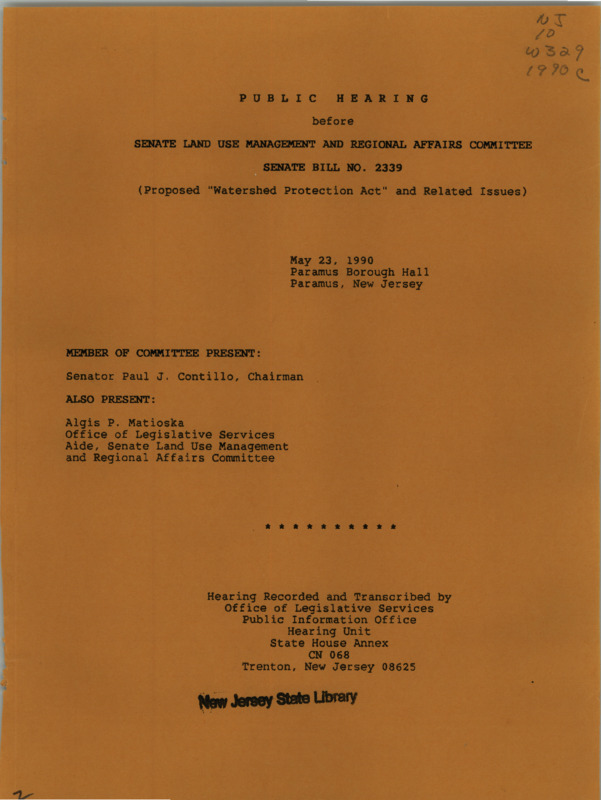 NJ
10
W329
1990c
PUBLIC HEARING
before
SENATE LAND USE MANAGEMENT AND REGIONAL AFFAIRS COMMITTEE
SENATE BILL NO. 2339
(Proposed "Watershed Protection Act" and Related Issues)
May 23, 1990
Paramus Borough Hall
Paramus, New Jersey
MEMBER OF COMMITTEE PRESENT:
Senator Paul J. Contillo, Chairman
ALSO PRESENT:
Algis P. Matioska
Office of Legislative Services
Aide, Senate Land Use Management
and Regional Affairs Committee
* * * * * * * * * *
Hearing Recorded and Transcribed by
Office of Legislative Services
Public Information Office
Hearing Unit
State House Annex
CN 068
Trenton, New Jersey 08625
New Jersey State Library